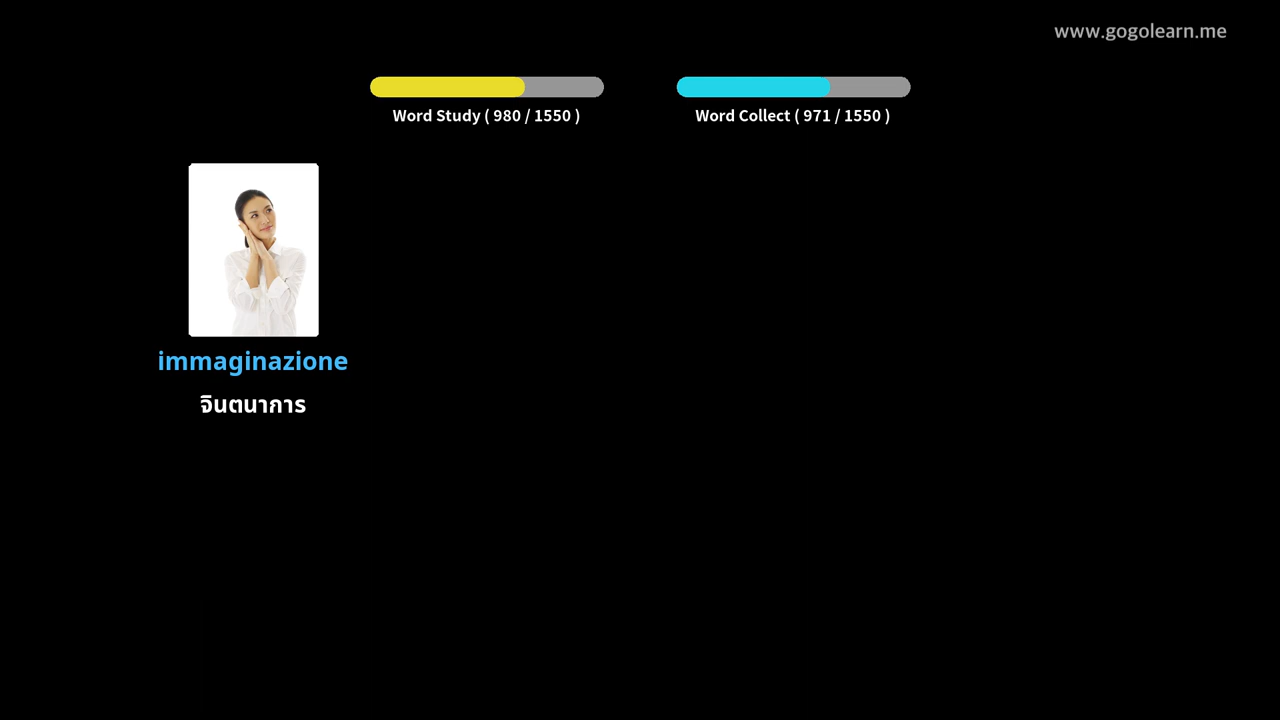 www.gogolearn.me
Word Study ( 980 / 1550 )
Word Collect ( 971 / 1550 )
immaginazione
จินตนาการ